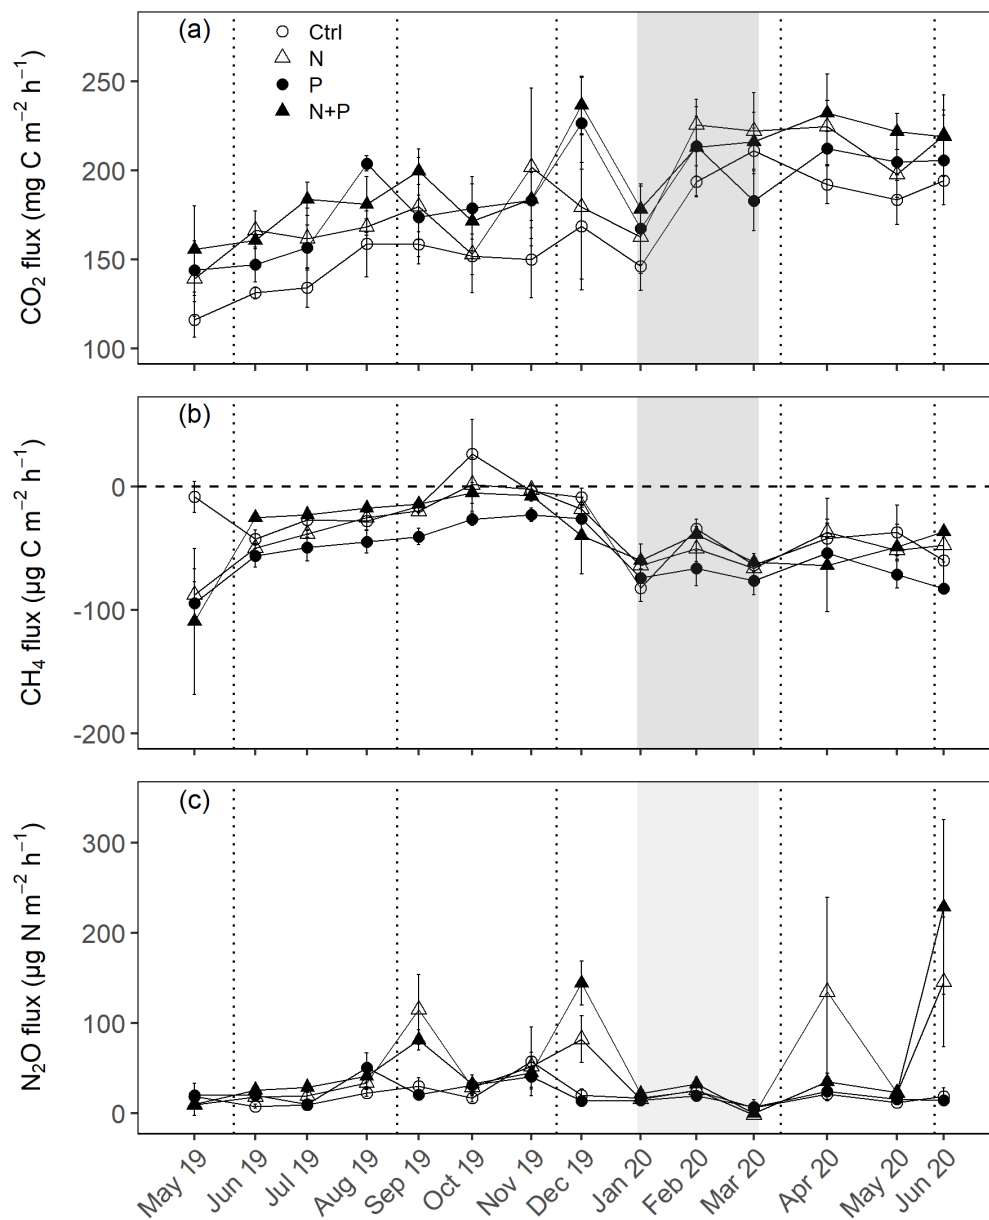 (a)
Ctrl
N
P
N+P
CO₂ flux (mg C m⁻² h⁻¹)
250
200
150
100
(b)
CH₄ flux (µg C m⁻² h⁻¹)
0
-100
-200
(c)
N₂O flux (µg N m⁻² h⁻¹)
300
200
100
0
May 19
Jun 19
Jul 19
Aug 19
Sep 19
Oct 19
Nov 19
Dec 19
Jan 20
Feb 20
Mar 20
Apr 20
May 20
Jun 20